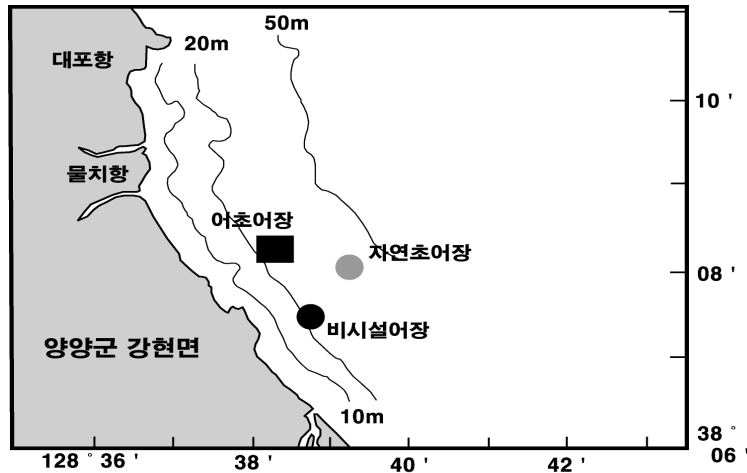 50m
20m
대포항
10 '
물치항
어초어장
자연초어장
08 '
비시설어장
양양군 강현면
10m
38 °
06 '
128 ° 36 '
38 '
40 '
42 '